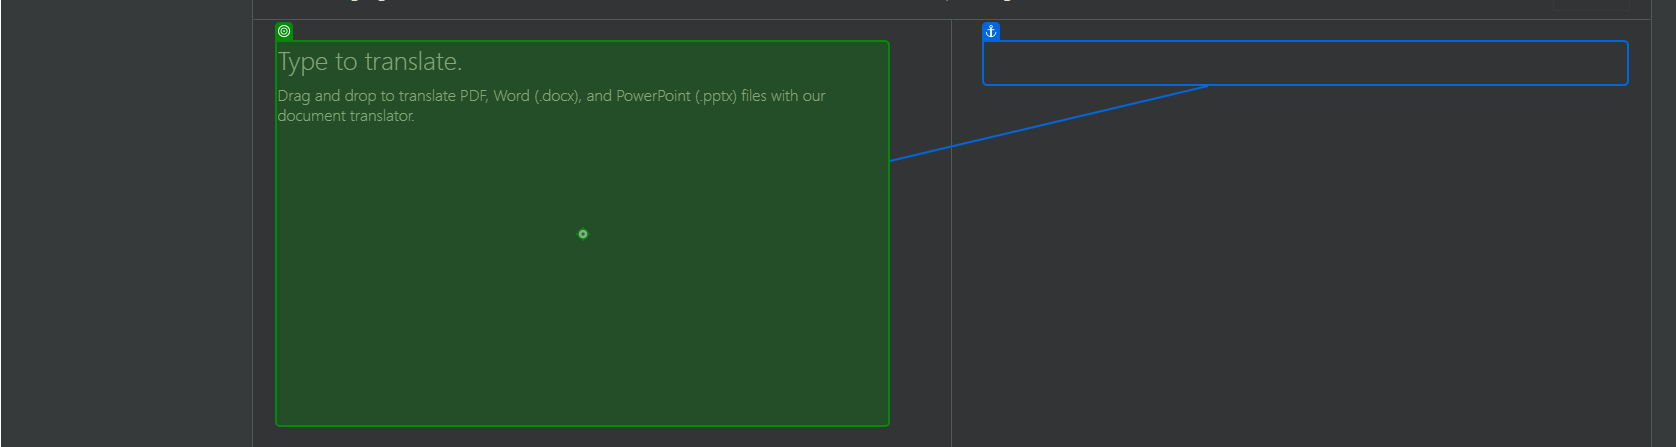 Type to translate.
Drag and drop to translate PDF, Word (.docx), and PowerPoint (.pptx) files with our
document translator.